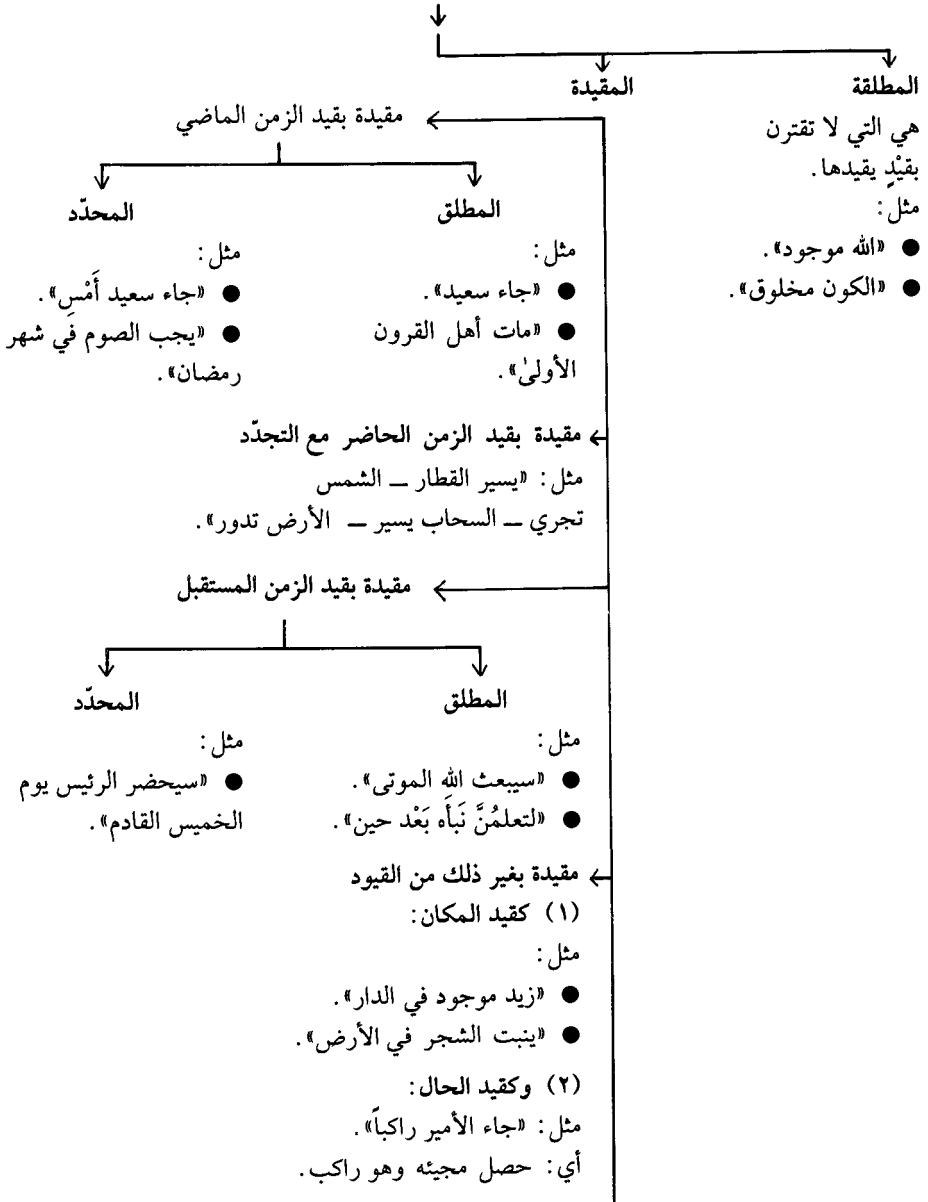 المطلقة
هي التي لا تقترن
بقيْدٍ يقيدها.
مثل:
● «الله موجود».
● «الكون مخلوق».
المقيدة
مقيدة بقيد الزمن الماضي
المطلق
مثل:
● «جاء سعيد».
● «مات أهل القرون
الأولىٰ».
المحدّد
مثل:
● «جاء سعيد أَمْسِ».
● «يجب الصوم في شهر
رمضان».
مقيدة بقيد الزمن الحاضر مع التجدّد
مثل: «يسير القطار ــ الشمس
تجري ــ السحاب يسير ــ الأرض تدور».
مقيدة بقيد الزمن المستقبل
المطلق
مثل:
● «سيبعث الله الموتى».
● «لتعلمُنَّ نَبأَه بَعْد حين».
المحدّد
مثل:
● «سيحضر الرئيس يوم
الخميس القادم».
مقيدة بغير ذلك من القيود
(١) كقيد المكان:
مثل:
● «زيد موجود في الدار».
● «ينبت الشجر في الأرض».
(٢) وكقيد الحال:
مثل: «جاء الأمير راكباً».
أي: حصل مجيئه وهو راكب.